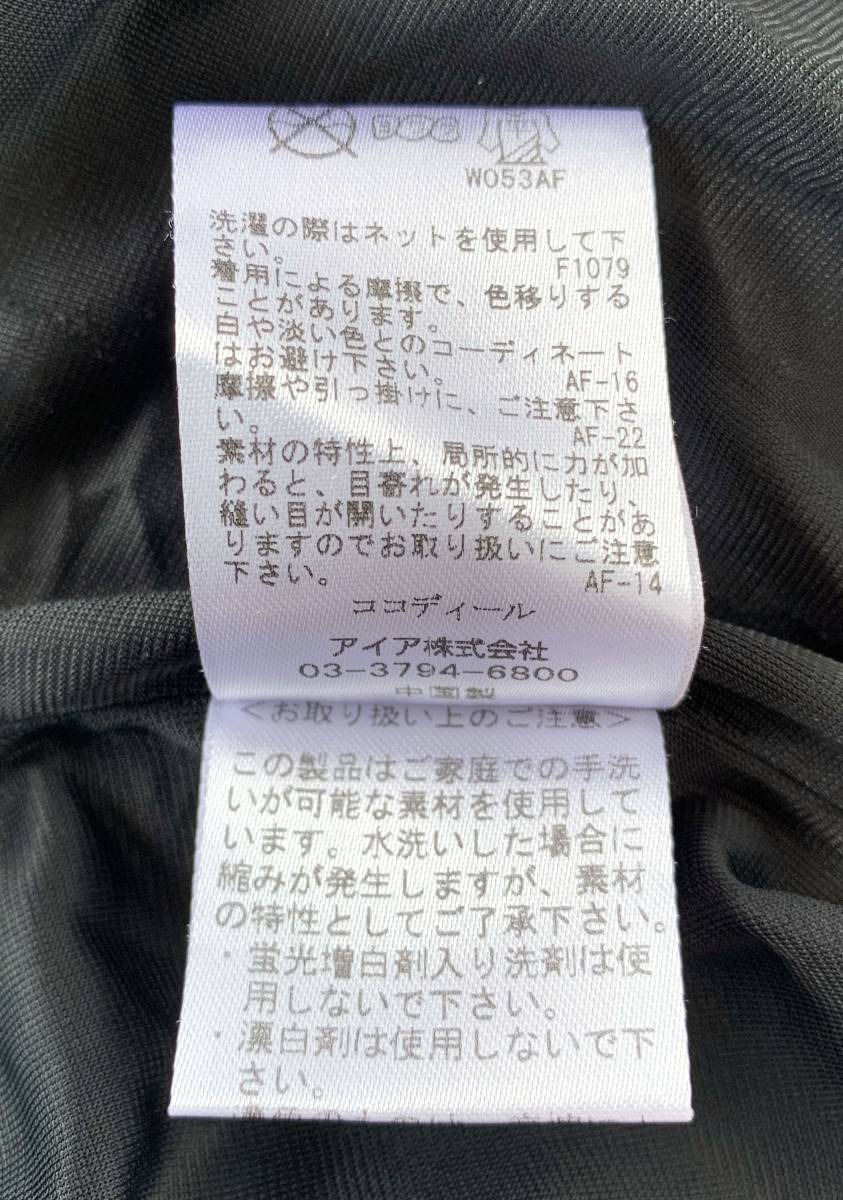 ヨワク 平
W053AF
洗濯の際はネットを使用して下
さい。 F1079
着用による摩擦で、色移りする
ことがあります。
白や淡い色とのコーディネート
はお避け下さい。 AF-16
摩擦や引っ掛けに、ご注意下さ
い。 AF-22
素材の特性上、局所的に力が加
わると、目寄れが発生したり、
縫い目が開いたりすることがあ
りますのでお取り扱いにご注意
下さい。 AF-14
ココディール
アイア株式会社
03-3794-6800
中国製
＜お取り扱い上のご注意＞
この製品はご家庭での手洗
いが可能な素材を使用して
います。水洗いした場合に
縮みが発生しますが、素材
の特性としてご了承下さい。
・蛍光増白剤入り洗剤は使
用しないで下さい。
・漂白剤は使用しないで下
さい。